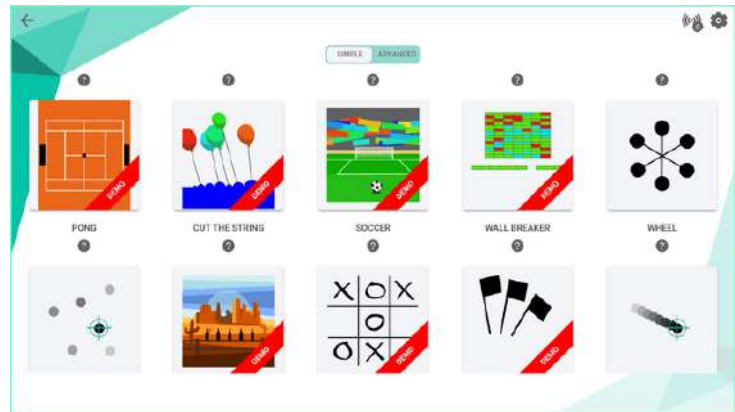 SIMPLE ADVANCED
? ? ? ? ?
DEMO DEMO DEMO DEMO
PONG CUT THE STRING SOCCER WALL BREAKER WHEEL
? ? ? ? ?
X O X
O
O X
DEMO DEMO DEMO